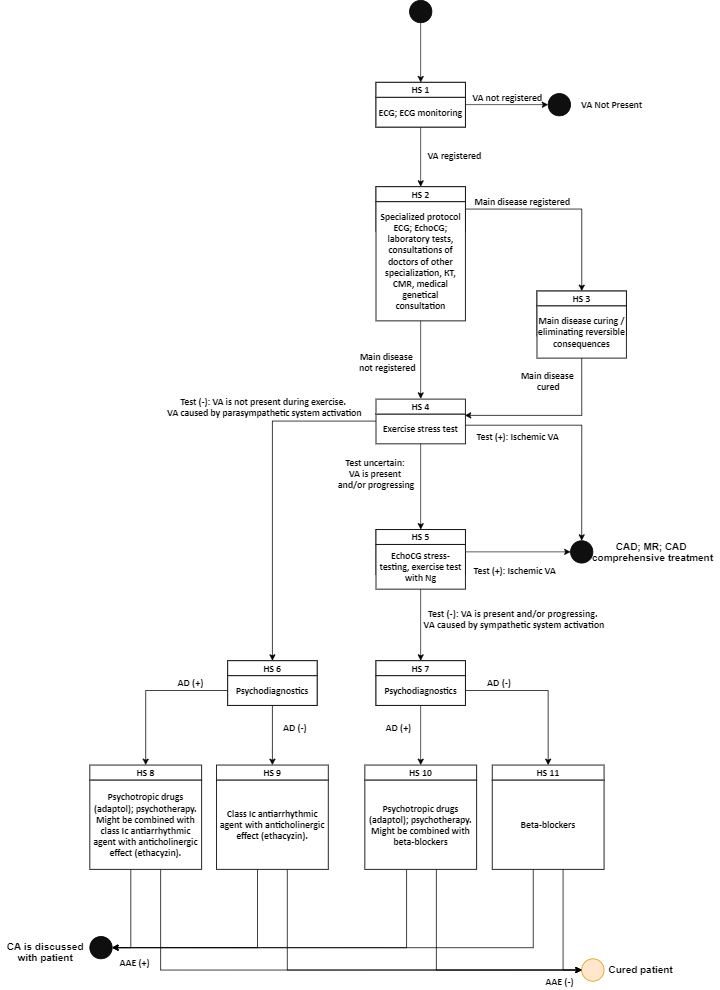 HS 1
ECG; ECG monitoring
VA not registered
VA Not Present
VA registered
HS 2
Specialized protocol
ECG; EchoCG;
laboratory tests,
consultations of
doctors of other
specialization, KT,
CMR, medical
genetical
consultation
Main disease registered
HS 3
Main disease curing /
eliminating reversible
consequences
Main disease
not registered
Main disease
cured
Test (-): VA is not present during exercise.
VA caused by parasympathetic system activation
HS 4
Exercise stress test
Test (+): Ischemic VA
Test uncertain:
VA is present
and/or progressing
HS 5
EchoCG stress-
testing, exercise test
with Ng
Test (+): Ischemic VA
CAD; MR; CAD
comprehensive treatment
Test (-): VA is present and/or progressing.
VA caused by sympathetic system activation
HS 6
Psychodiagnostics
HS 7
Psychodiagnostics
AD (+)
AD (-)
AD (+)
AD (-)
HS 8
Psychotropic drugs
(adaptol); psychotherapy.
Might be combined with
class Ic antiarrhythmic
agent with anticholinergic
effect (ethacyzin).
HS 9
Class Ic antiarrhythmic
agent with anticholinergic
effect (ethacyzin).
HS 10
Psychotropic drugs
(adaptol); psychotherapy.
Might be combined with
beta-blockers
HS 11
Beta-blockers
CA is discussed
with patient
AAE (+)
AAE (-)
Cured patient